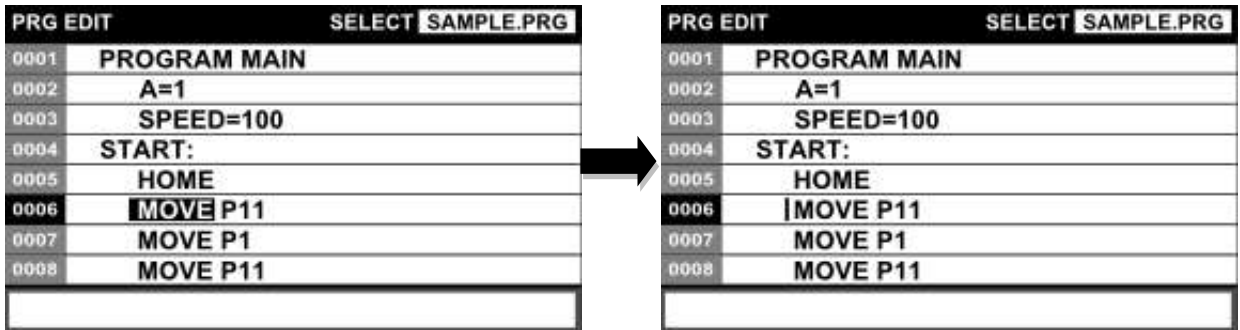 PRG EDIT SELECT SAMPLE.PRG
0001 PROGRAM MAIN
0002 A=1
0003 SPEED=100
0004 START:
0005 HOME
0006 MOVE P11
0007 MOVE P1
0008 MOVE P11
PRG EDIT SELECT SAMPLE.PRG
0001 PROGRAM MAIN
0002 A=1
0003 SPEED=100
0004 START:
0005 HOME
0006 MOVE P11
0007 MOVE P1
0008 MOVE P11